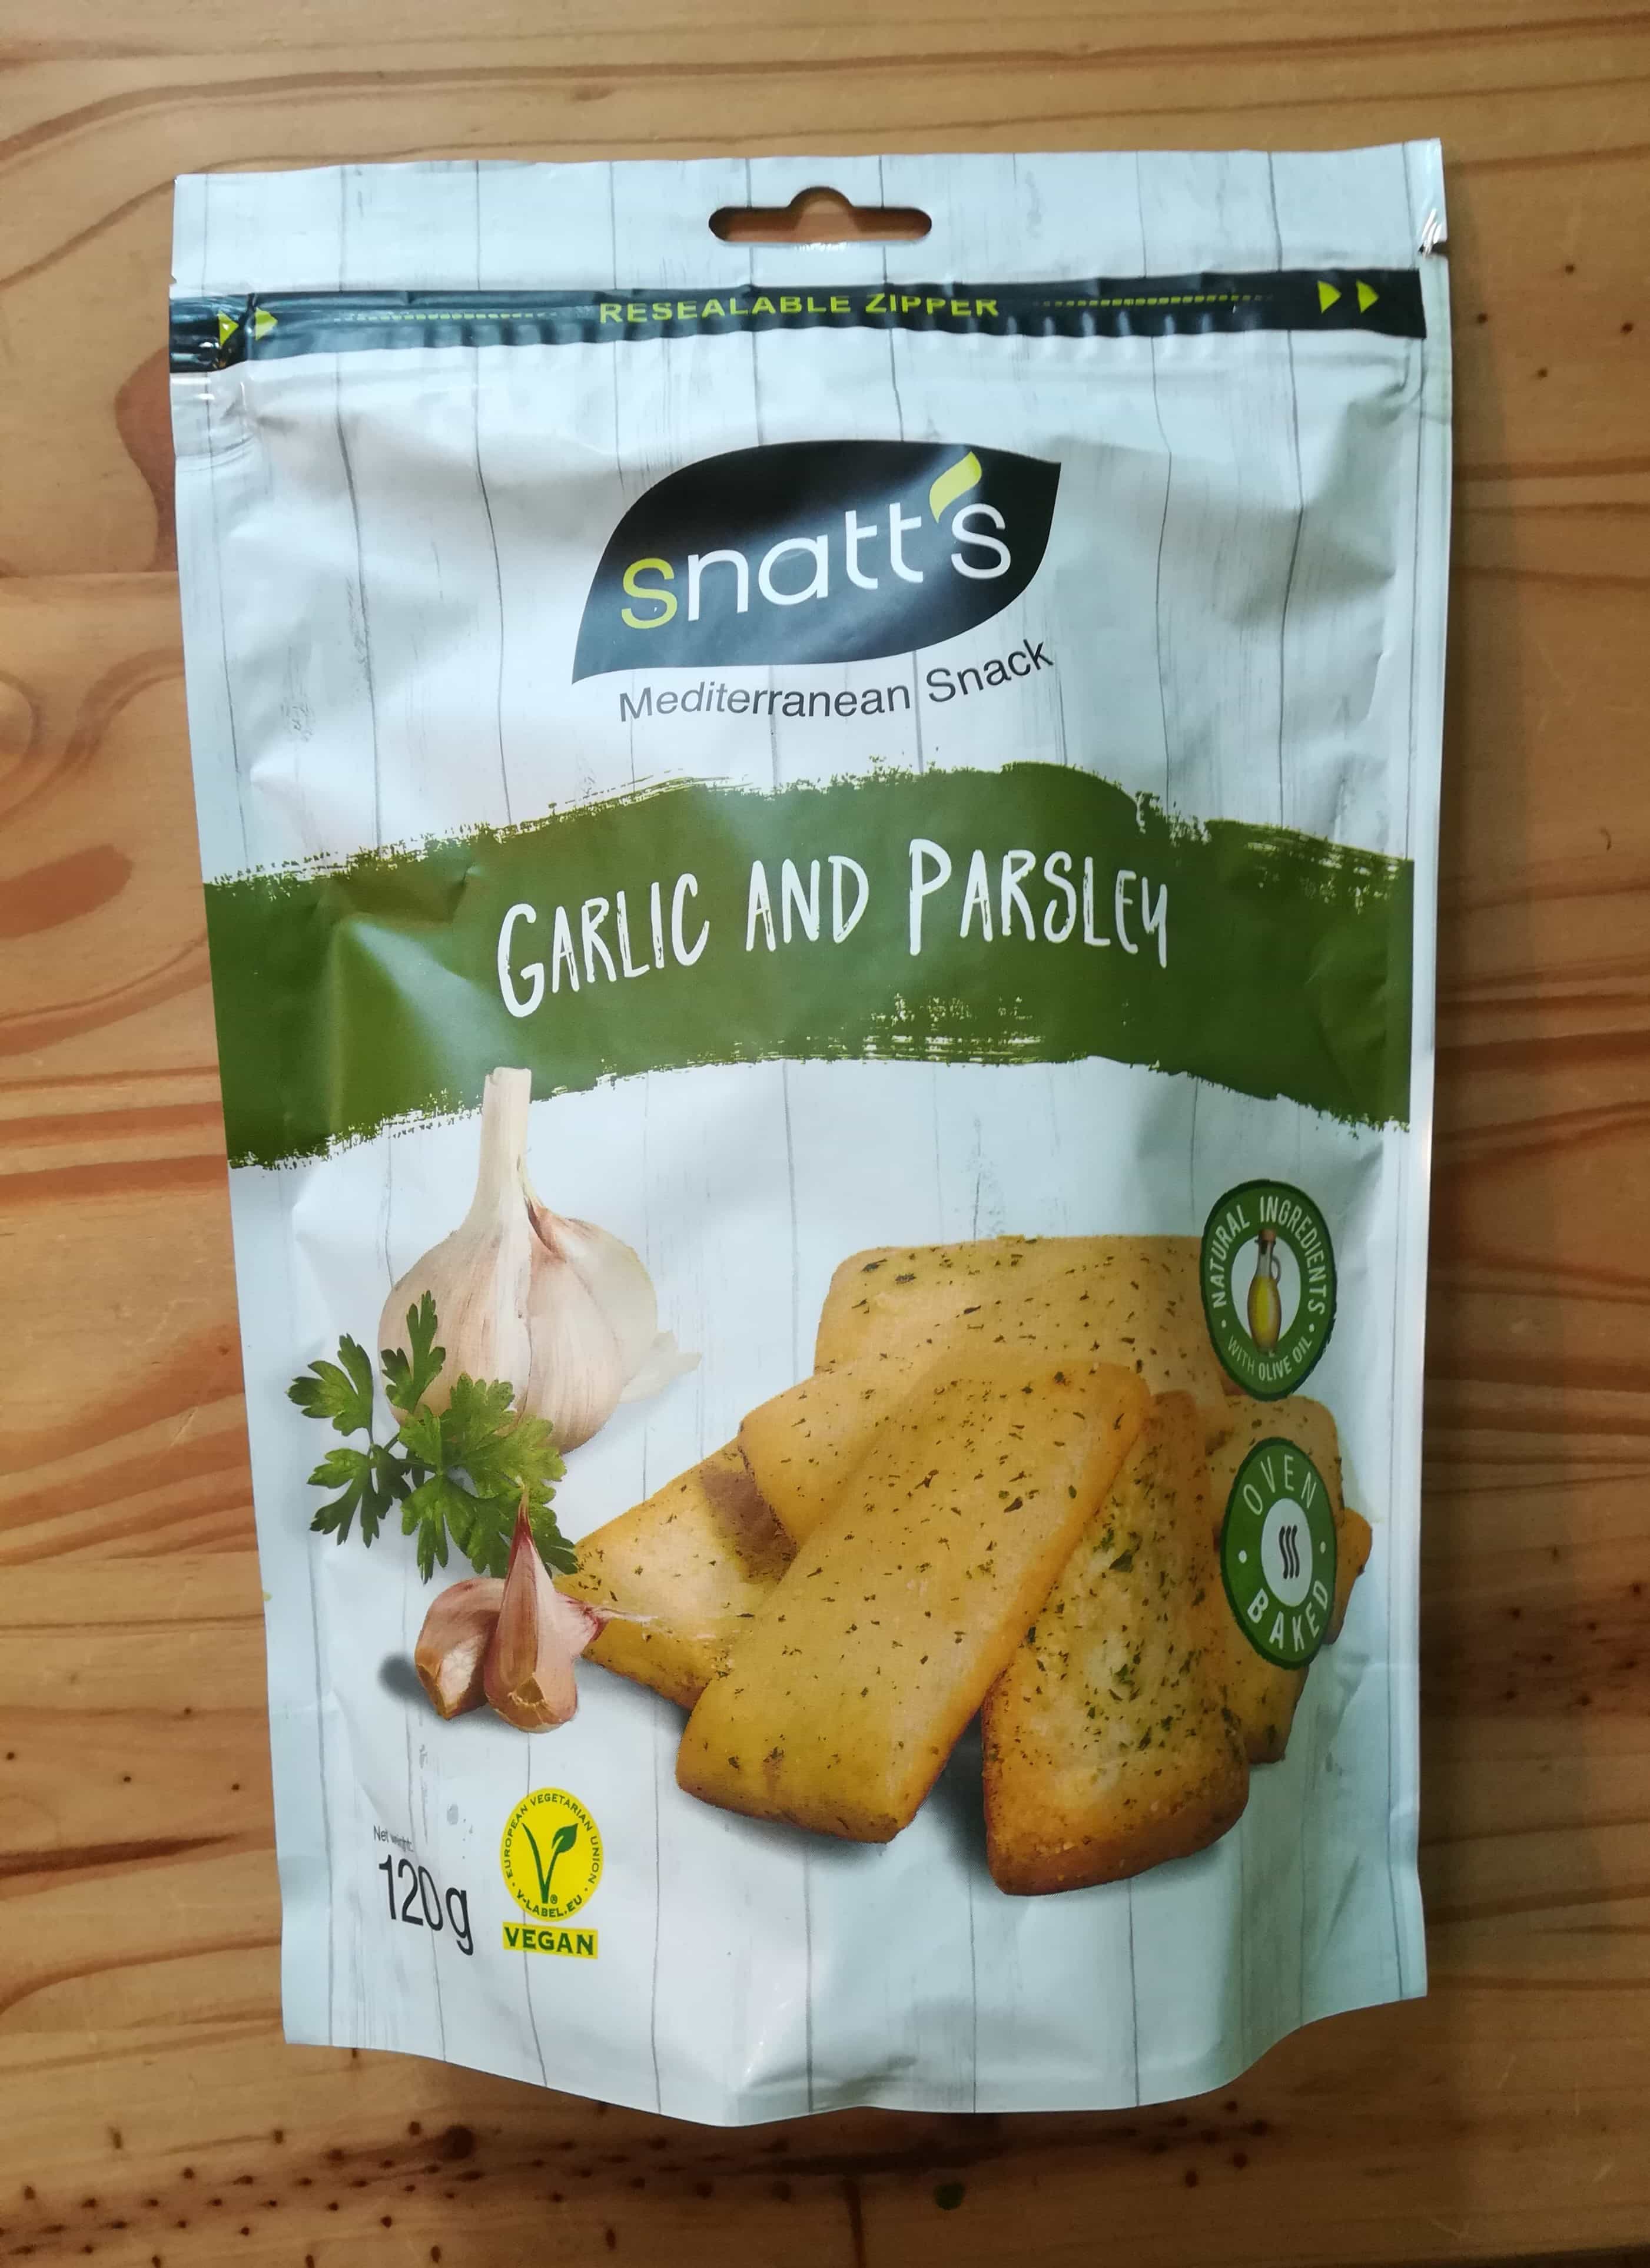 RESEALABLE ZIPPER
snatt's
Mediterranean Snack
GARLIC AND PARSLEY
NATURAL INGREDIENTS
WITH OLIVE OIL
OVEN
BAKED
Net weight:
120g
EUROPEAN VEGETARIAN UNION
V-LABEL.EU
®
VEGAN